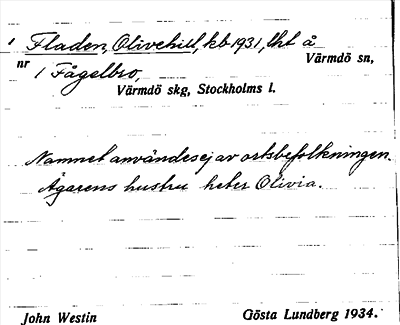 1 Fladen, Olivehill, kb 1931, lht å
nr 1 Fågelbro, Värmdö sn,
Värmdö skg, Stockholms l.
Namnet användes ej av ortsbefolkningen.
Ägarens hustru heter Olivia.
John Westin Gösta Lundberg 1934.